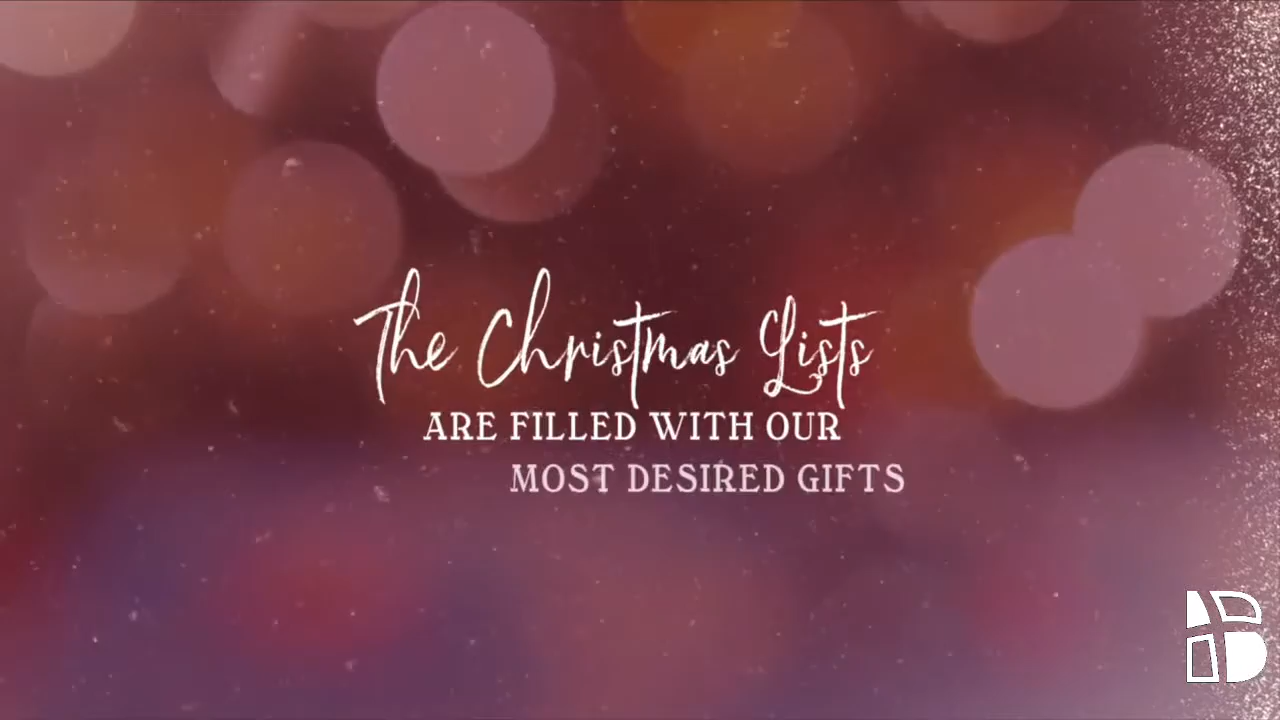 The Christmas Lists
ARE FILLED WITH OUR
MOST DESIRED GIFTS